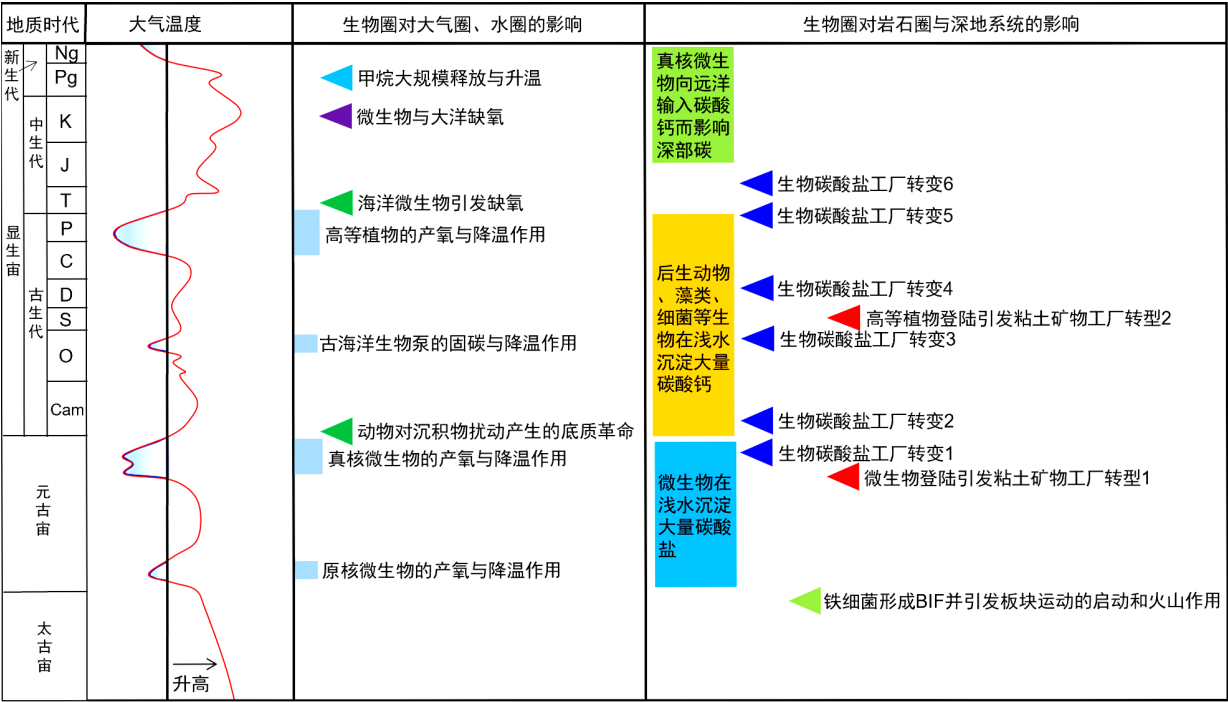 地质时代
大气温度
生物圈对大气圈、水圈的影响
生物圈对岩石圈与深地系统的影响
新生代
Ng
Pg
中生代
K
J
T
显生宙
古生代
P
C
D
S
O
Cam
元古宙
太古宙
升高
甲烷大规模释放与升温
微生物与大洋缺氧
海洋微生物引发缺氧
高等植物的产氧与降温作用
古海洋生物泵的固碳与降温作用
动物对沉积物扰动产生的底质革命
真核微生物的产氧与降温作用
原核微生物的产氧与降温作用
真核微生
物向远洋
输入碳酸
钙而影响
深部碳
后生动物
、藻类、
细菌等生
物在浅水
沉淀大量
碳酸钙
微生物在
浅水沉淀
大量碳酸
盐
生物碳酸盐工厂转变6
生物碳酸盐工厂转变5
生物碳酸盐工厂转变4
高等植物登陆引发粘土矿物工厂转型2
生物碳酸盐工厂转变3
生物碳酸盐工厂转变2
生物碳酸盐工厂转变1
微生物登陆引发粘土矿物工厂转型1
铁细菌形成BIF并引发板块运动的启动和火山作用